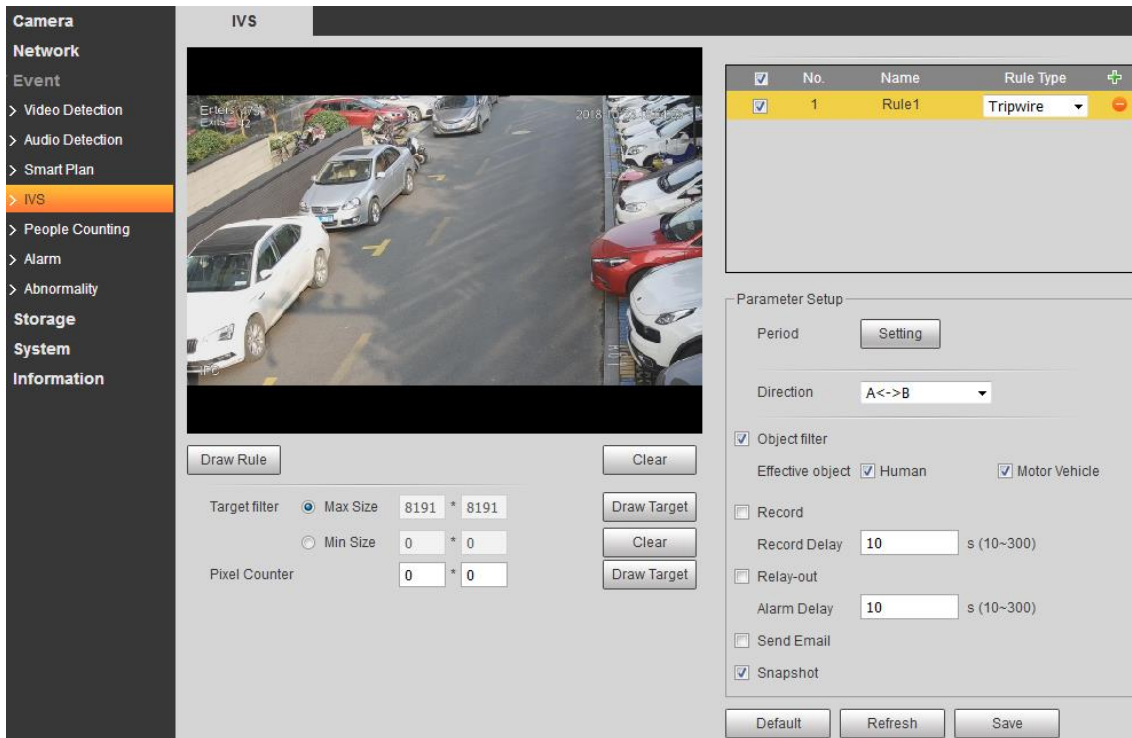 Camera
Network
Event
> Video Detection
> Audio Detection
> Smart Plan
> IVS
> People Counting
> Alarm
> Abnormality
Storage
System
Information
IVS
IPC
Draw Rule
Clear
Target filter
Max Size
8191 * 8191
Draw Target
Min Size
0 * 0
Clear
Pixel Counter
0 * 0
Draw Target
No. Name Rule Type
1 Rule1 Tripwire
Parameter Setup
Period Setting
Direction A<->B
Object filter
Effective object Human Motor Vehicle
Record
Record Delay 10 s (10~300)
Relay-out
Alarm Delay 10 s (10~300)
Send Email
Snapshot
Default Refresh Save